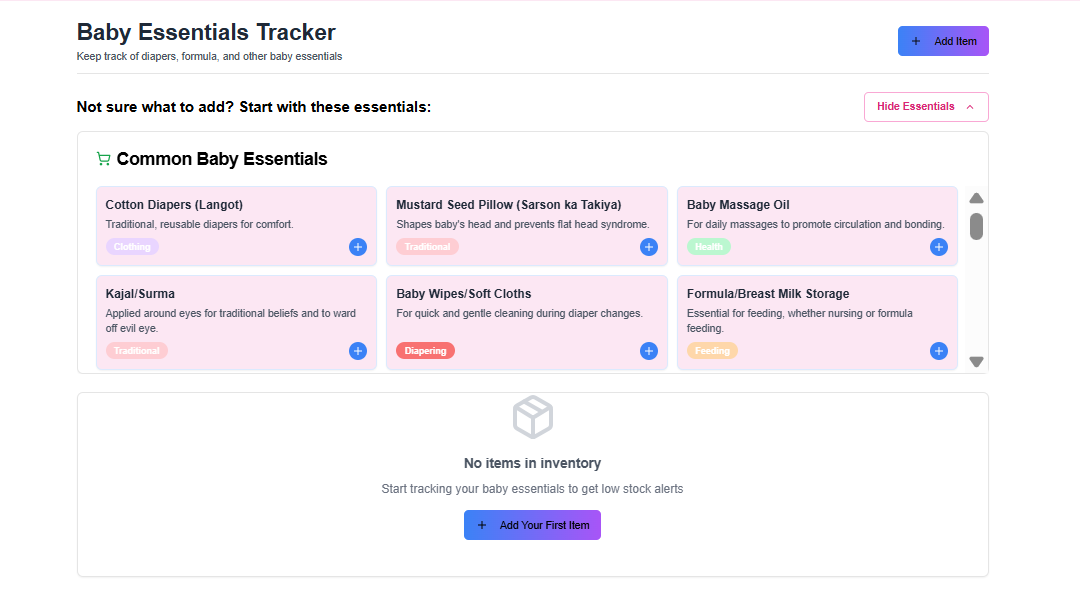 Baby Essentials Tracker
Keep track of diapers, formula, and other baby essentials
Add Item
Not sure what to add? Start with these essentials:
Hide Essentials
Common Baby Essentials
Cotton Diapers (Langot)
Traditional, reusable diapers for comfort.
Clothing
Mustard Seed Pillow (Sarson ka Takiya)
Shapes baby's head and prevents flat head syndrome.
Traditional
Baby Massage Oil
For daily massages to promote circulation and bonding.
Health
Kajal/Surma
Applied around eyes for traditional beliefs and to ward
off evil eye.
Traditional
Baby Wipes/Soft Cloths
For quick and gentle cleaning during diaper changes.
Diapering
Formula/Breast Milk Storage
Essential for feeding, whether nursing or formula
feeding.
Feeding
No items in inventory
Start tracking your baby essentials to get low stock alerts
Add Your First Item